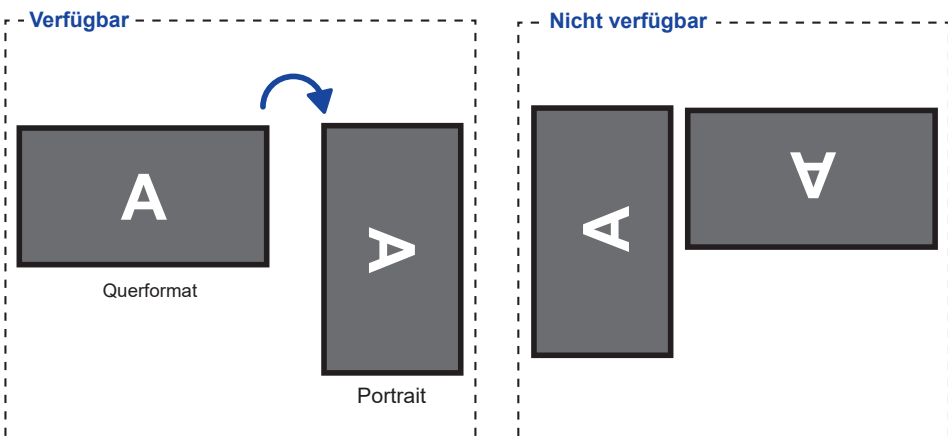 Verfügbar
A
Querformat
A
Portrait
Nicht verfügbar
A
A